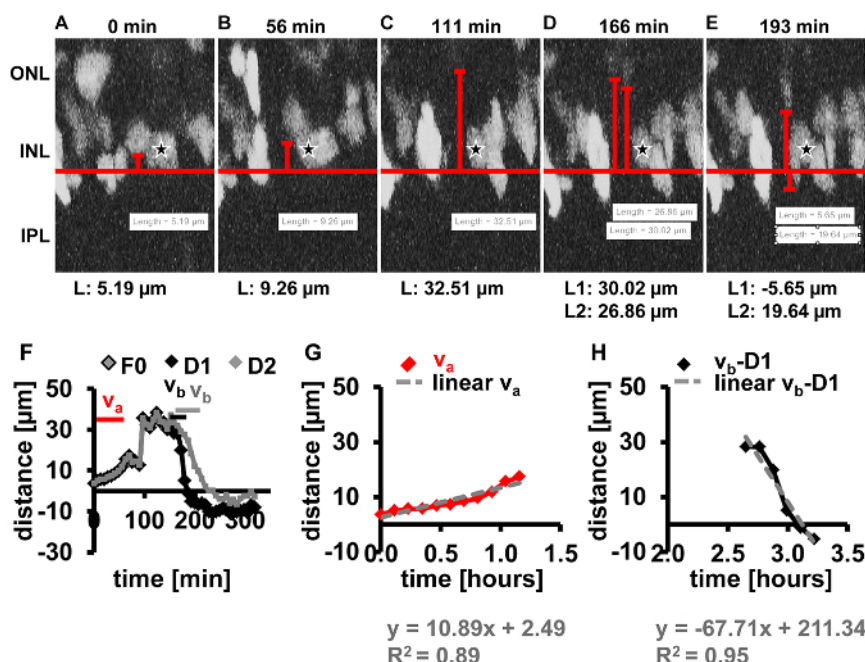 0 min 56 min 111 min 166 min 193 min
A B C D E
ONL
INL
IPL
Length = 5.19 µm
Length = 9.26 µm
Length = 32.51 µm
Length = 26.86 µm
Length = 30.02 µm
Length = 5.65 µm
Length = 19.64 µm
L: 5.19 µm L: 9.26 µm L: 32.51 µm L1: 30.02 µm L1: -5.65 µm
L2: 26.86 µm L2: 19.64 µm
F
F0 D1 D2
va vb vb
distance [µm]
50
30
10
-10
-30
0 100 200 300
time [min]
G
va
linear va
distance [µm]
50
30
10
-10
0.0 0.5 1.0 1.5
time [hours]
y = 10.89x + 2.49
R² = 0.89
H
vb-D1
linear vb-D1
distance [µm]
50
30
10
-10
2.0 2.5 3.0 3.5
time [hours]
y = -67.71x + 211.34
R² = 0.95